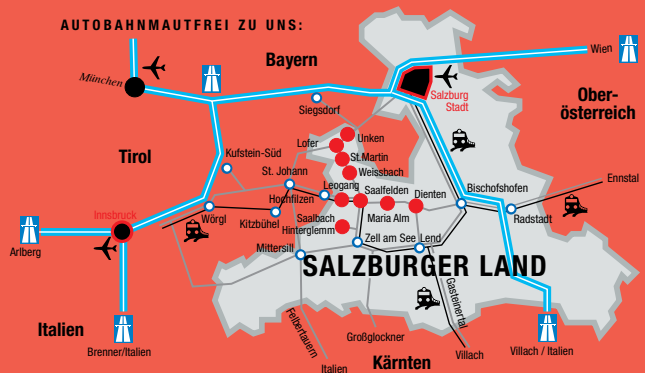 AUTOBAHNMAUTFREI ZU UNS:
Wien
Bayern
München
Salzburg
Stadt
Ober-
österreich
Siegsdorf
Unken
Lofer
Tirol
Kufstein-Süd
St.Martin
St. Johann
Weissbach
Leogang
Saalfelden
Dienten
Bischofshofen
Ennstal
Hochfilzen
Innsbruck
Wörgl
Kitzbühel
Saalbach
Hinterglemm
Maria Alm
Radstadt
Arlberg
Mittersill
Zell am See
Lend
SALZBURGER LAND
Gasteinertal
Felbertauern
Italien
Brenner/Italien
Großglockner
Kärnten
Italien
Villach
Villach / Italien